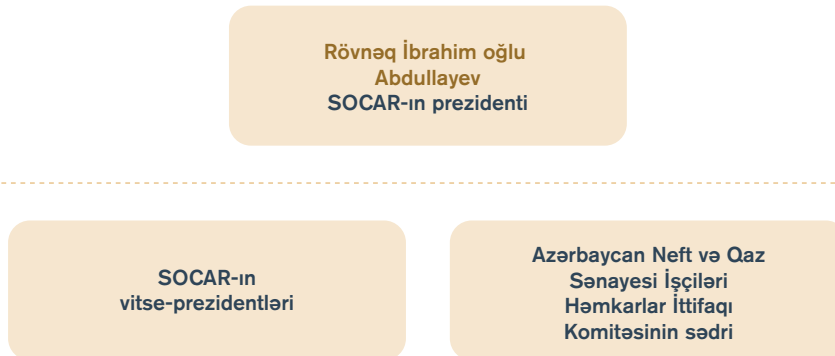 Rövnəq İbrahim oğlu
Abdullayev
SOCAR-ın prezidenti
SOCAR-ın
vitse-prezidentləri
Azərbaycan Neft və Qaz
Sənayesi İşçiləri
Həmkarlar İttifaqı
Komitəsinin sədri